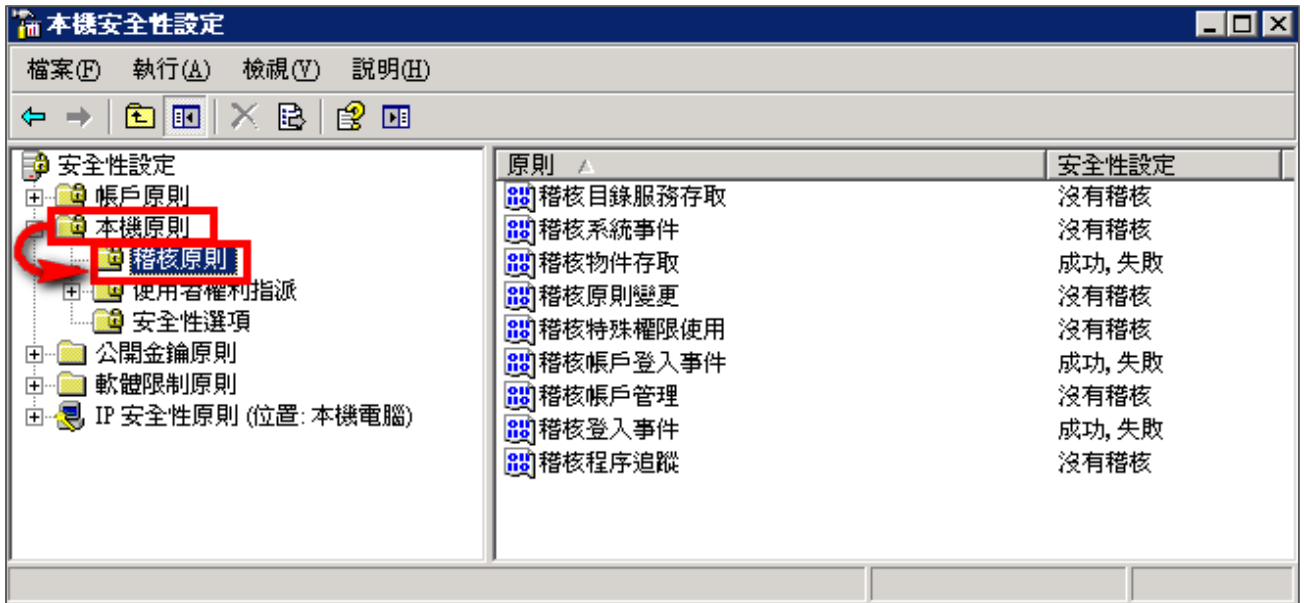 本機安全性設定
檔案(F) 執行(A) 檢視(V) 說明(H)
安全性設定
帳戶原則
本機原則
稽核原則
使用者權利指派
安全性選項
公開金鑰原則
軟體限制原則
IP 安全性原則 (位置: 本機電腦)
原則 安全性設定
稽核目錄服務存取 沒有稽核
稽核系統事件 沒有稽核
稽核物件存取 成功, 失敗
稽核原則變更 沒有稽核
稽核特殊權限使用 沒有稽核
稽核帳戶登入事件 成功, 失敗
稽核帳戶管理 沒有稽核
稽核登入事件 成功, 失敗
稽核程序追蹤 沒有稽核